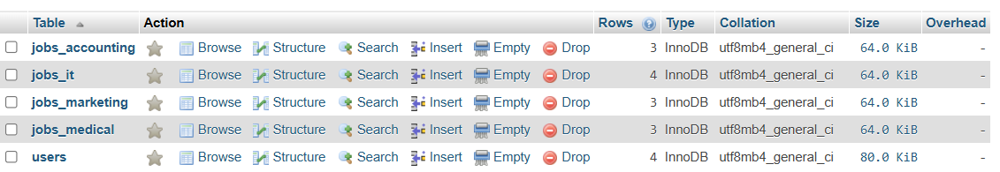 Table Action Rows Type Collation Size Overhead
jobs_accounting Browse Structure Search Insert Empty Drop 3 InnoDB utf8mb4_general_ci 64.0 KiB -
jobs_it Browse Structure Search Insert Empty Drop 4 InnoDB utf8mb4_general_ci 64.0 KiB -
jobs_marketing Browse Structure Search Insert Empty Drop 3 InnoDB utf8mb4_general_ci 64.0 KiB -
jobs_medical Browse Structure Search Insert Empty Drop 3 InnoDB utf8mb4_general_ci 64.0 KiB -
users Browse Structure Search Insert Empty Drop 4 InnoDB utf8mb4_general_ci 80.0 KiB -